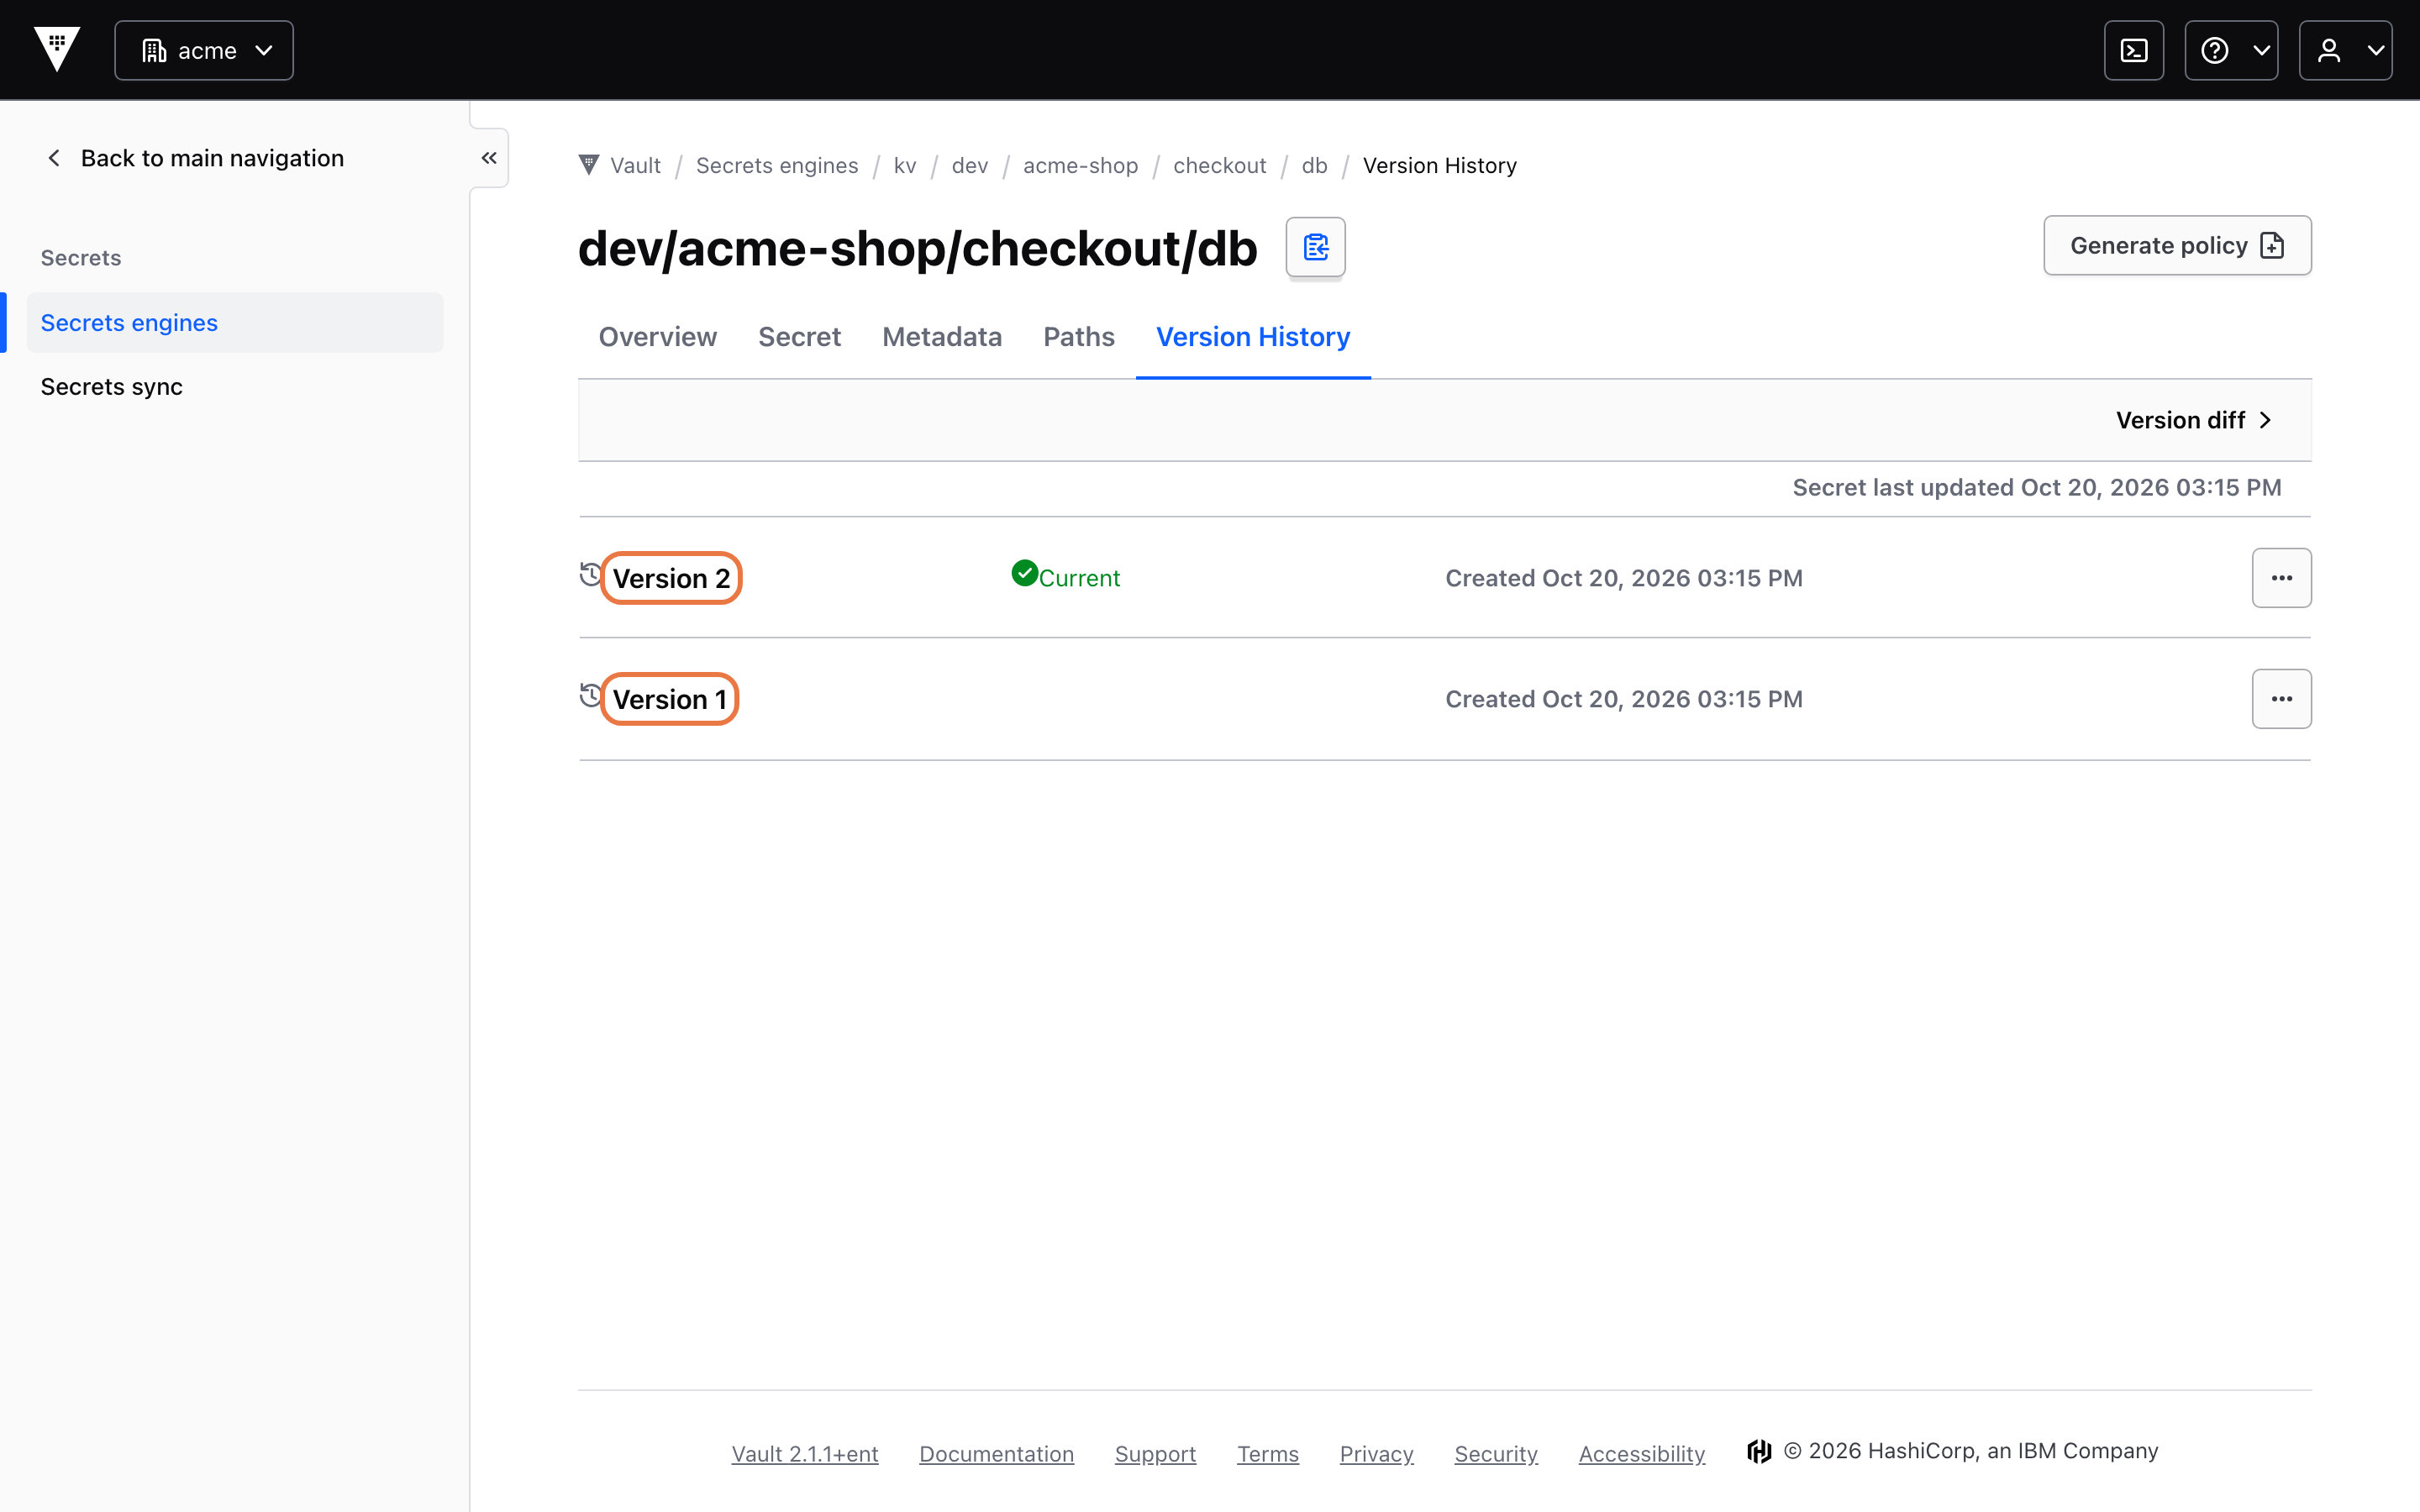 acme
Back to main navigation
Secrets
Secrets engines
Secrets sync
Vault / Secrets engines / kv / dev / acme-shop / checkout / db / Version History
dev/acme-shop/checkout/db
Generate policy
Overview Secret Metadata Paths Version History
Version diff
Secret last updated Oct 20, 2026 03:15 PM
Version 2 Current Created Oct 20, 2026 03:15 PM
Version 1 Created Oct 20, 2026 03:15 PM
Vault 2.1.1+ent Documentation Support Terms Privacy Security Accessibility © 2026 HashiCorp, an IBM Company